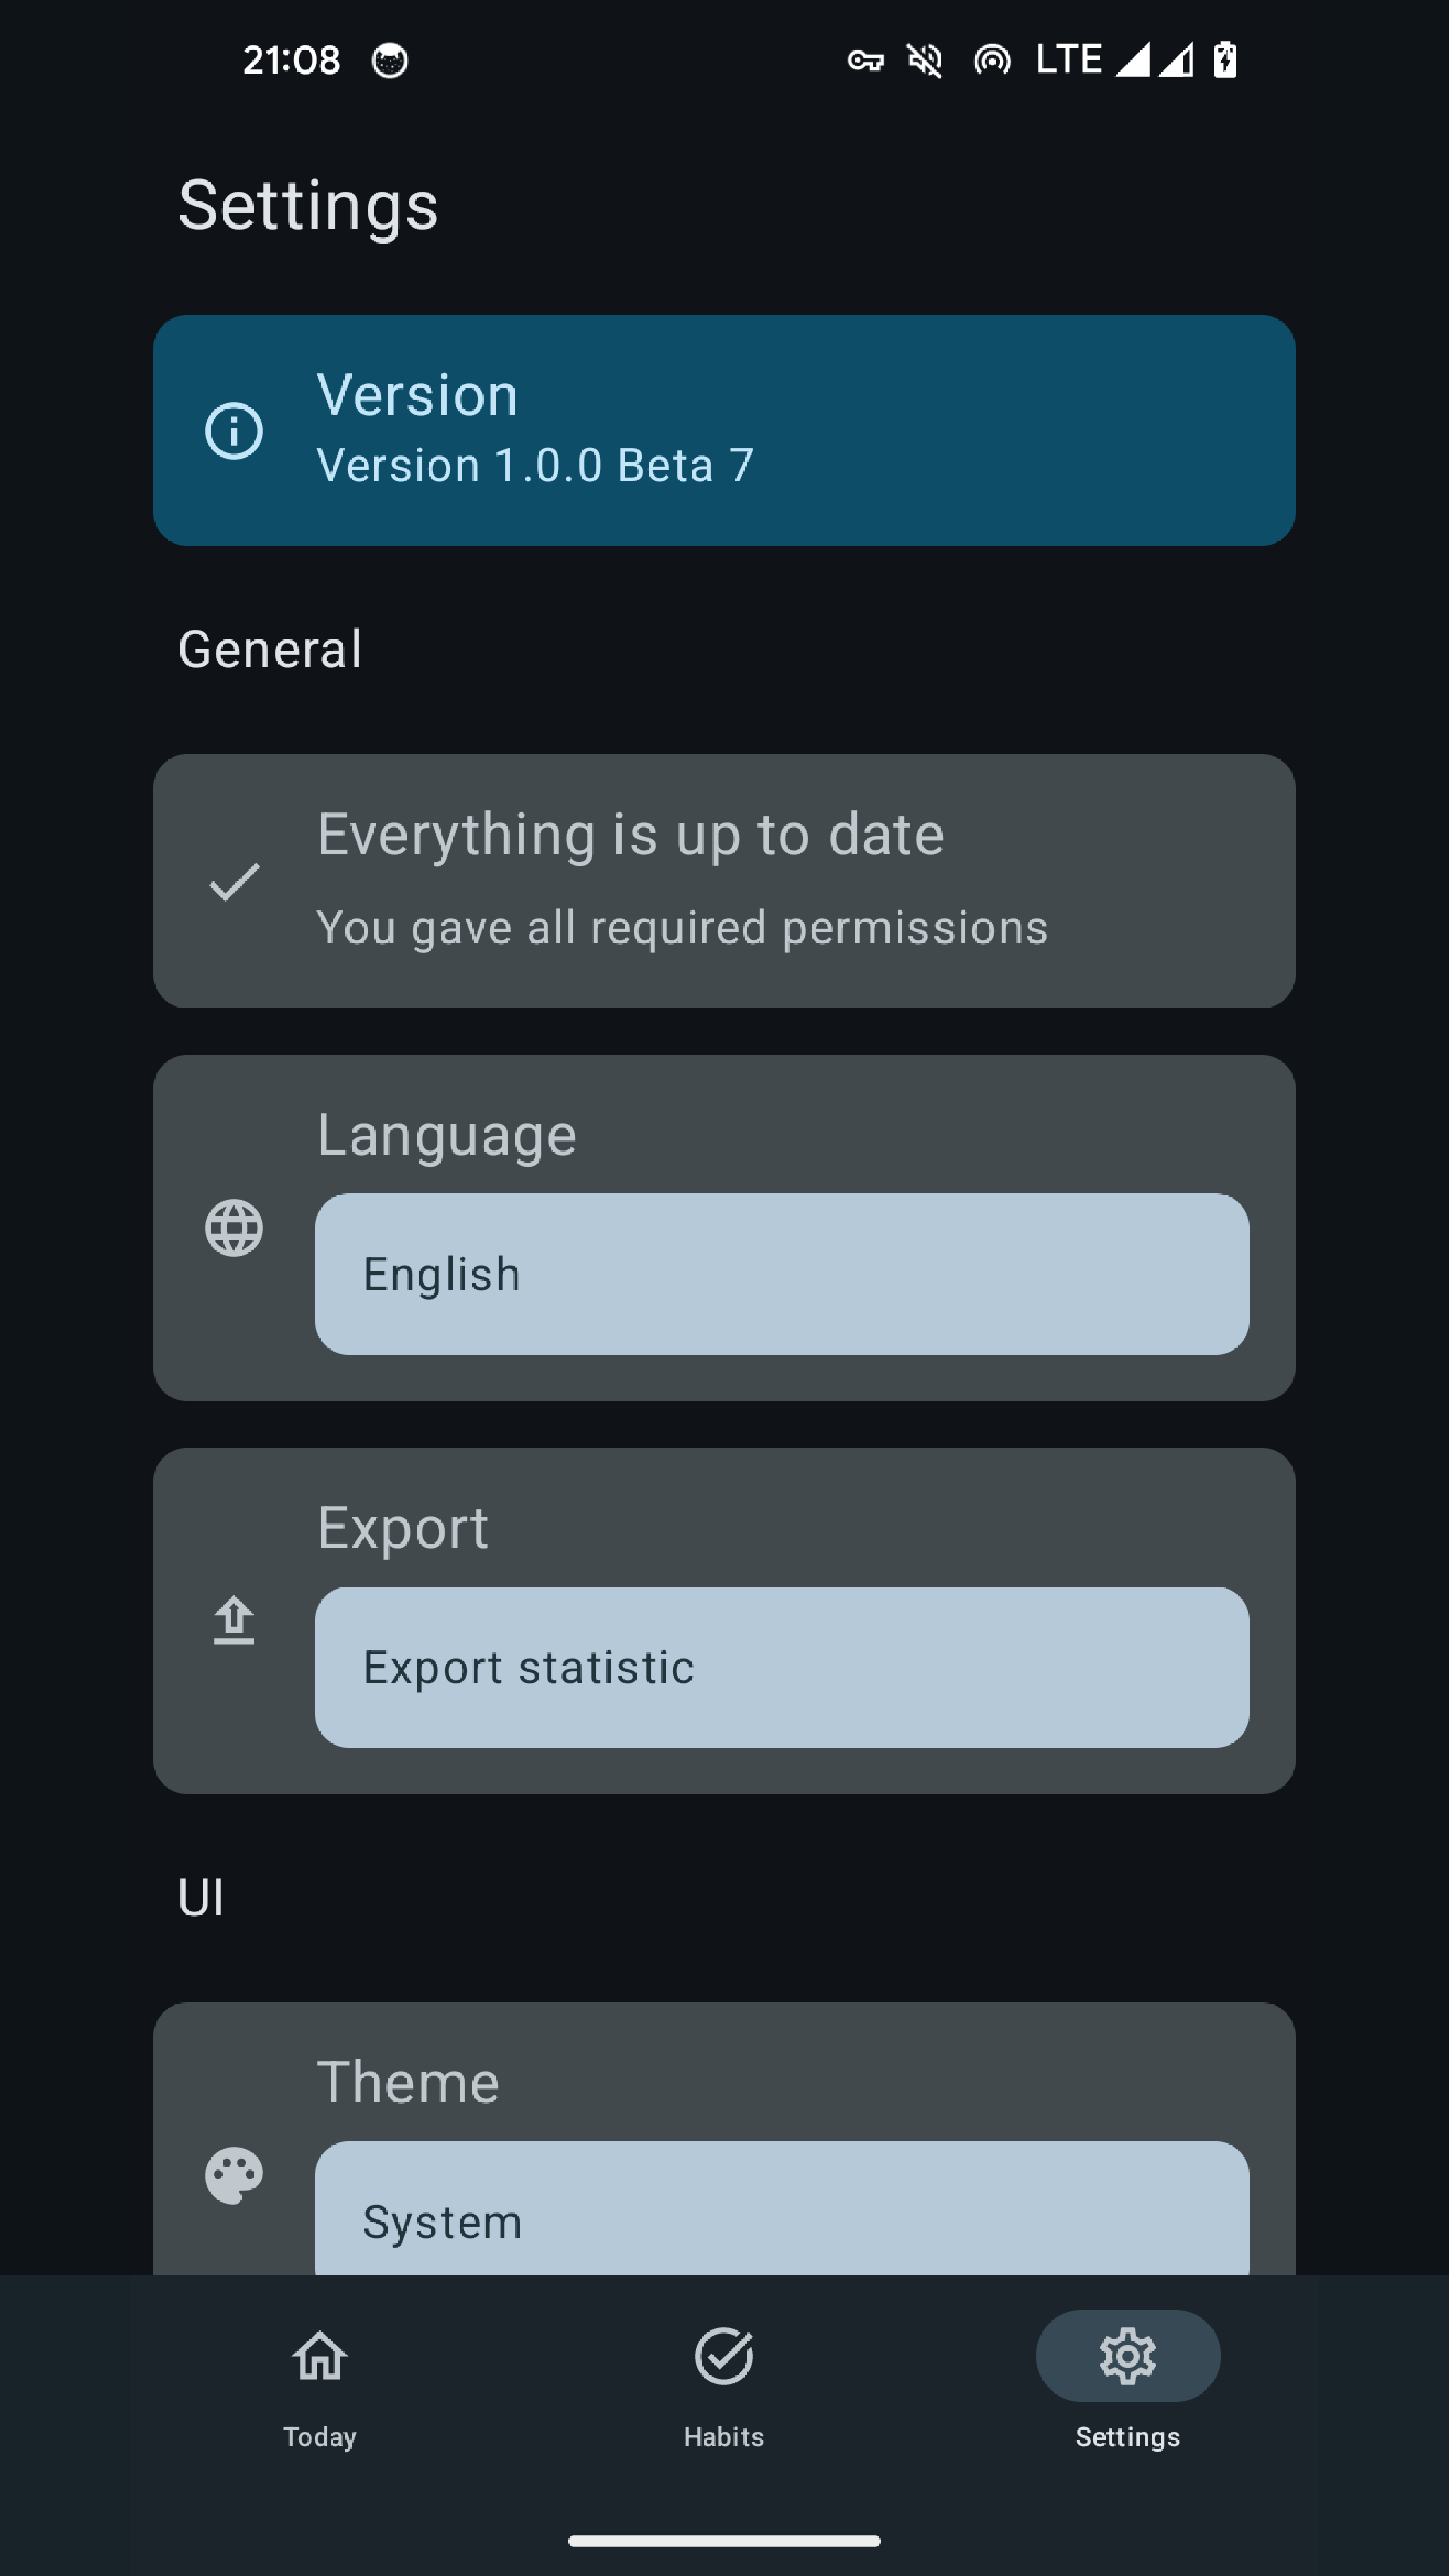 21:08
LTE
Settings
Version
Version 1.0.0 Beta 7
General
Everything is up to date
You gave all required permissions
Language
English
Export
Export statistic
UI
Theme
System
Today
Habits
Settings